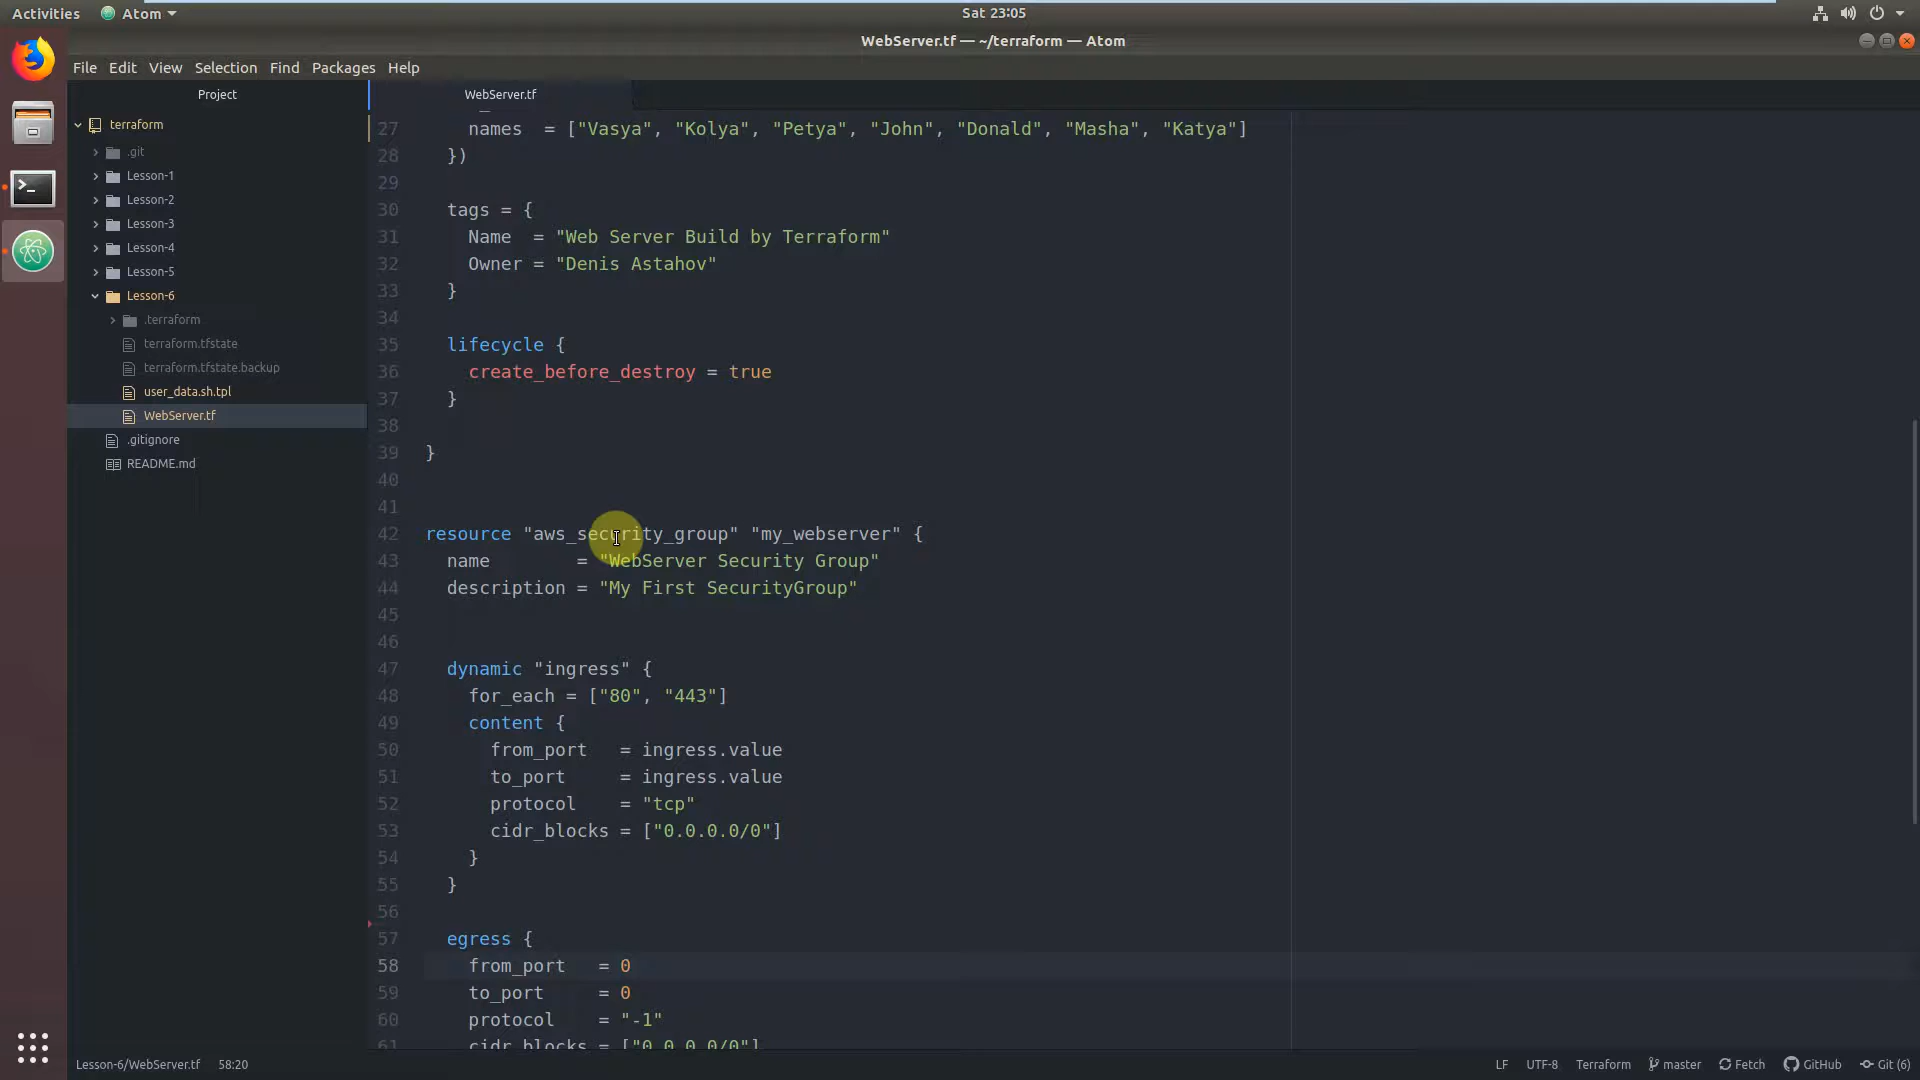 Activities Atom Sat 23:05
WebServer.tf — ~/terraform — Atom
File Edit View Selection Find Packages Help
Project
terraform
.git
Lesson-1
Lesson-2
Lesson-3
Lesson-4
Lesson-5
Lesson-6
.terraform
terraform.tfstate
terraform.tfstate.backup
user_data.sh.tpl
WebServer.tf
.gitignore
README.md
WebServer.tf
27 names = ["Vasya", "Kolya", "Petya", "John", "Donald", "Masha", "Katya"]
28 })
29
30 tags = {
31 Name = "Web Server Build by Terraform"
32 Owner = "Denis Astahov"
33 }
34
35 lifecycle {
36 create_before_destroy = true
37 }
38
39 }
40
41
42 resource "aws_security_group" "my_webserver" {
43 name = "WebServer Security Group"
44 description = "My First SecurityGroup"
45
46
47 dynamic "ingress" {
48 for_each = ["80", "443"]
49 content {
50 from_port = ingress.value
51 to_port = ingress.value
52 protocol = "tcp"
53 cidr_blocks = ["0.0.0.0/0"]
54 }
55 }
56
57 egress {
58 from_port = 0
59 to_port = 0
60 protocol = "-1"
61 cidr_blocks = ["0.0.0.0/0"]
Lesson-6/WebServer.tf 58:20 LF UTF-8 Terraform master Fetch GitHub Git (6)